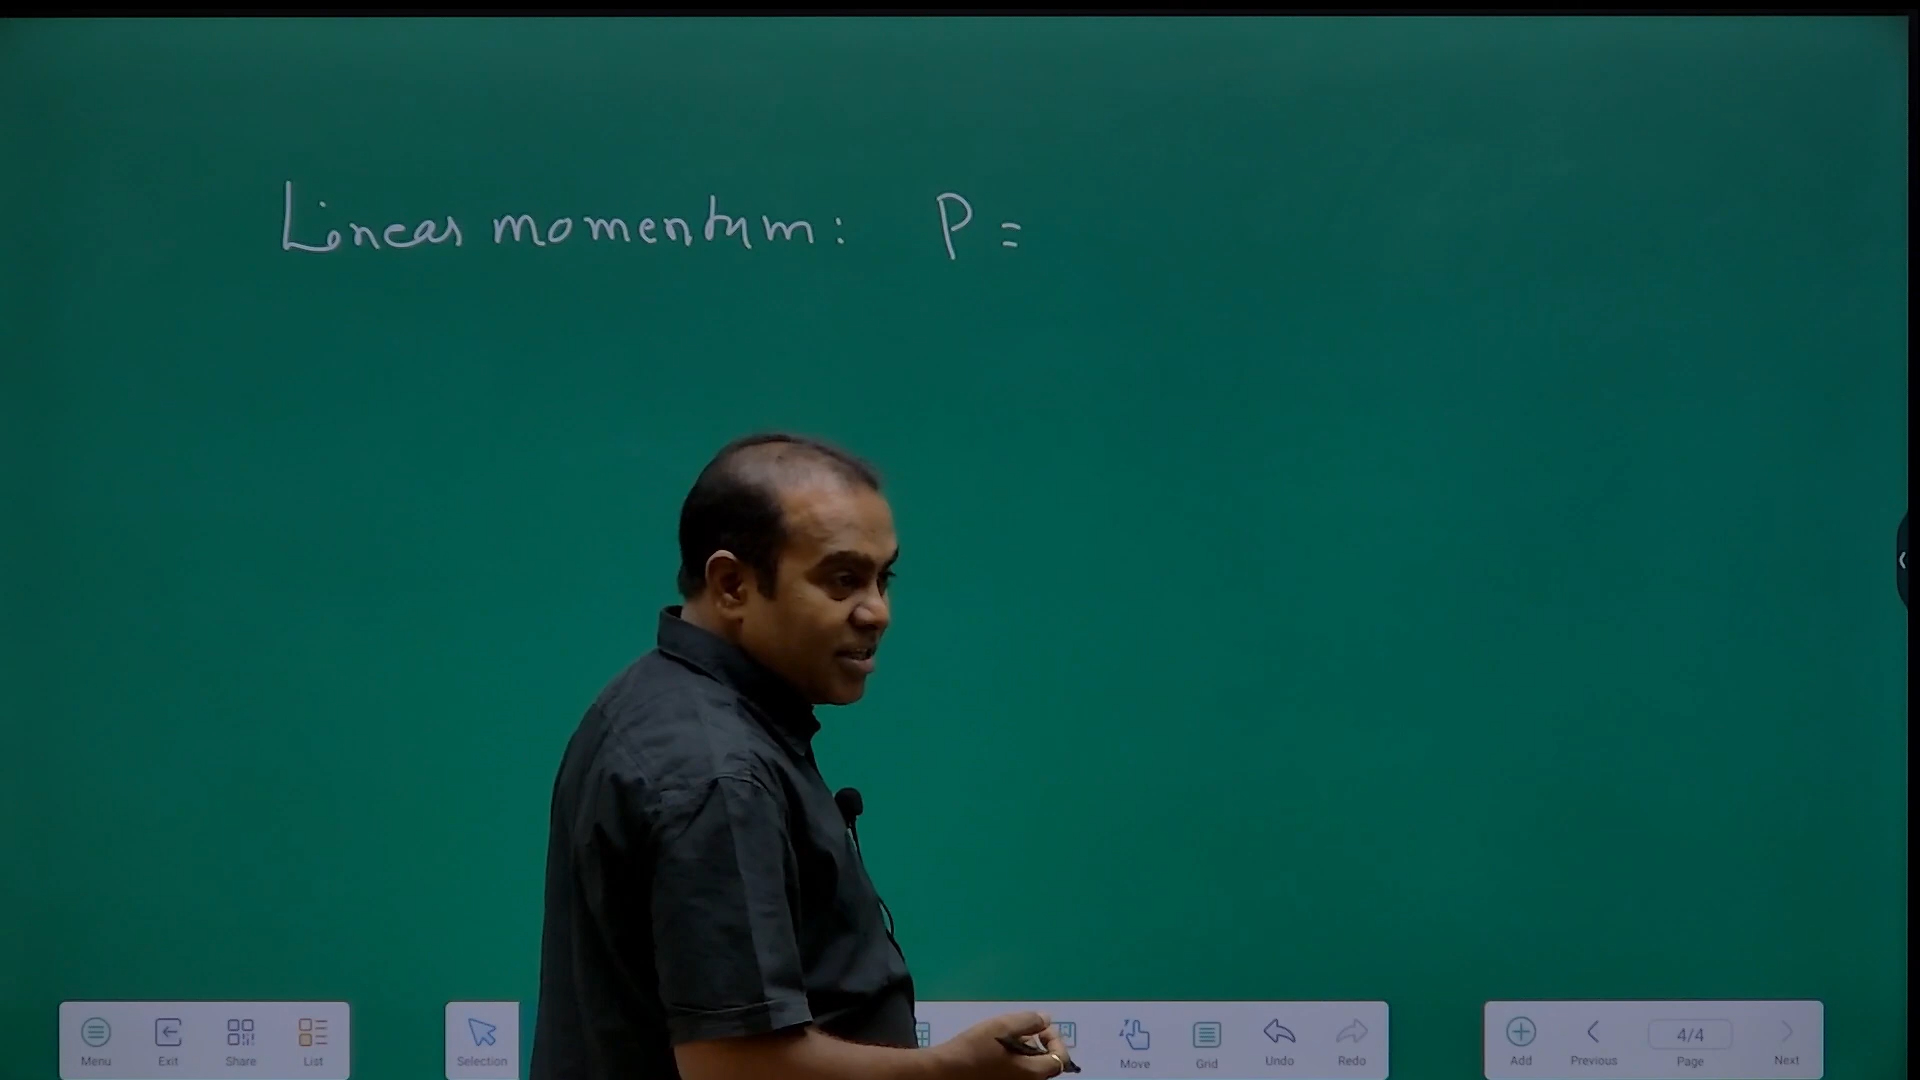 Linear momentum: P =
Menu Exit Share List Selection Move Grid Undo Redo Add Previous 4/4 Page Next